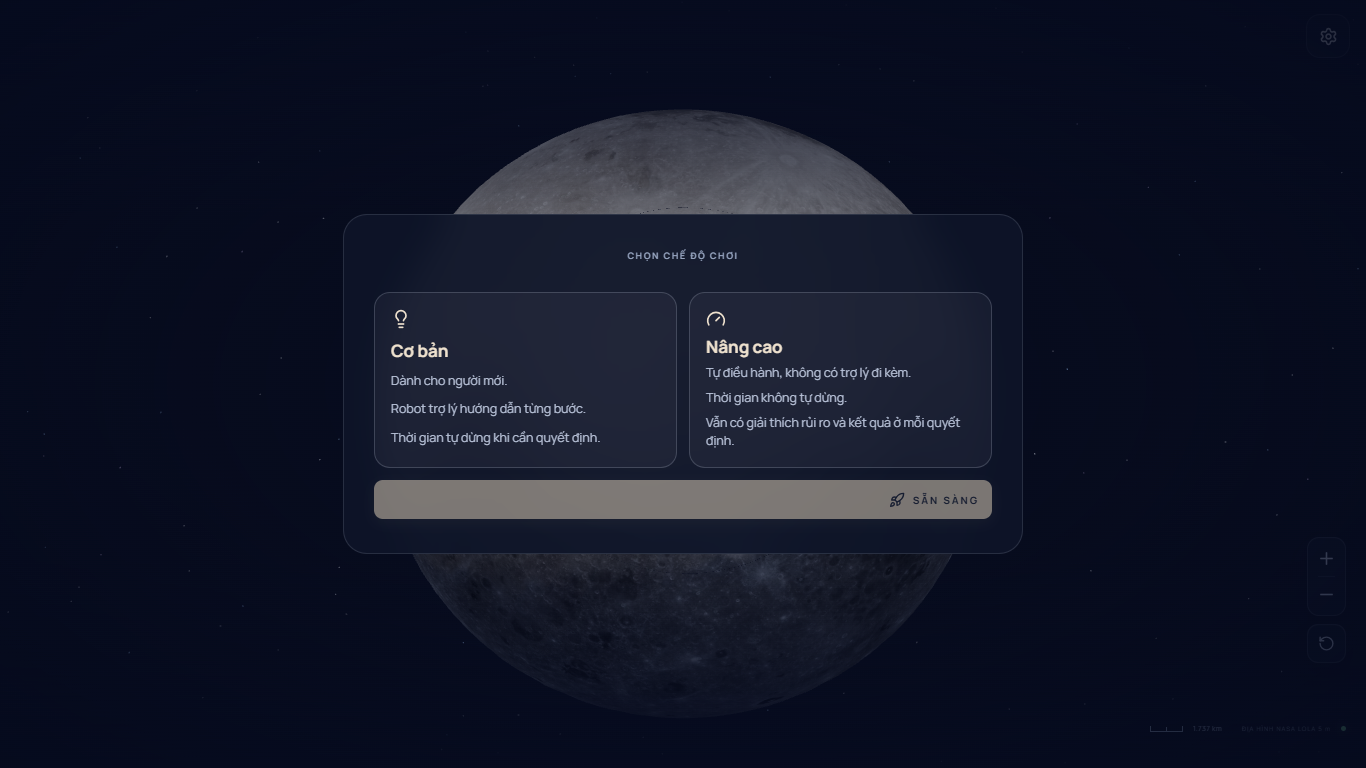 CHỌN CHẾ ĐỘ CHƠI
Cơ bản
Dành cho người mới.
Robot trợ lý hướng dẫn từng bước.
Thời gian tự dừng khi cần quyết định.
Nâng cao
Tự điều hành, không có trợ lý đi kèm.
Thời gian không tự dừng.
Vẫn có giải thích rủi ro và kết quả ở mỗi quyết
định.
SẴN SÀNG
1737 km